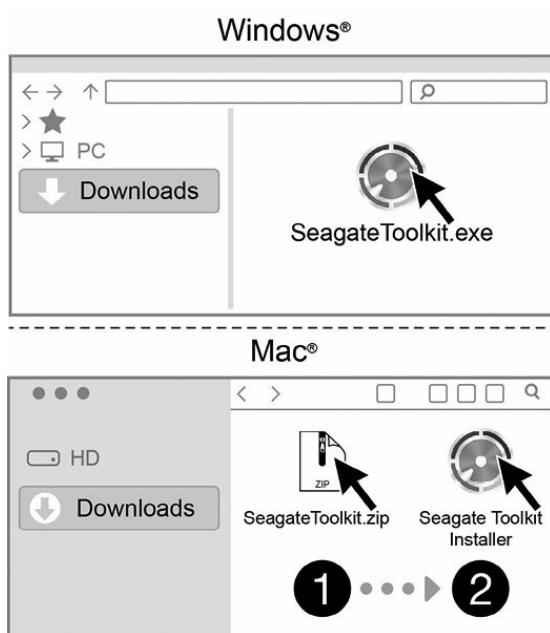 Windows®
PC
Downloads
SeagateToolkit.exe
Mac®
HD
Downloads
ZIP
SeagateToolkit.zip
Seagate Toolkit
Installer
1
2